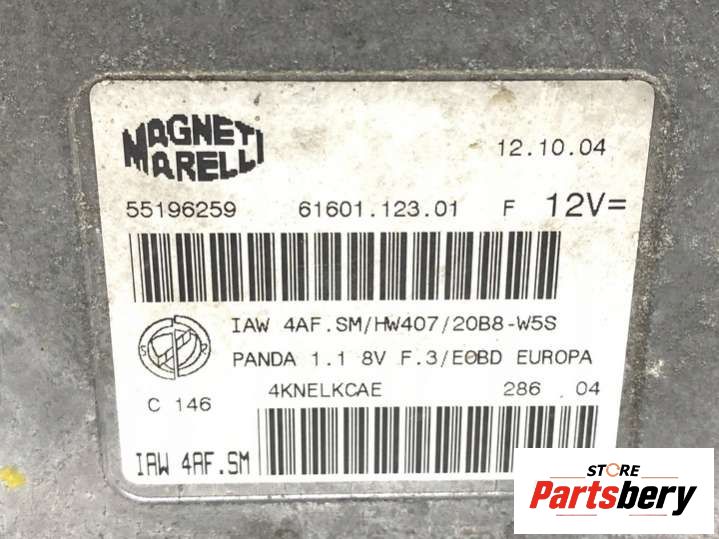 MAGNETI
MARELLI
12.10.04
55196259 61601.123.01 F 12V=
IAW 4AF.SM/HW407/20B8-W5S
PANDA 1.1 8V F.3/EOBD EUROPA
C 146
4KNELKCAE 286 04
IAW 4AF.SM
STORE
Partsbery